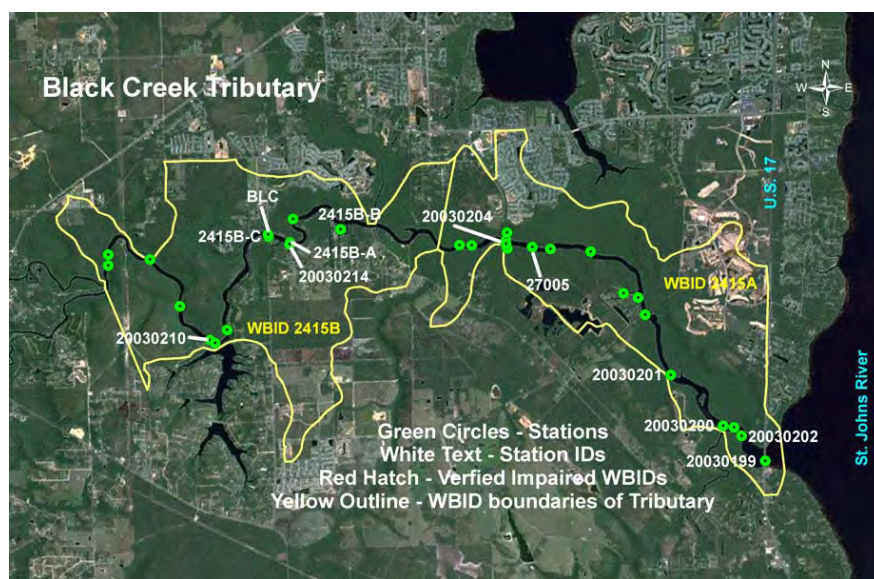 Black Creek Tributary
N
W E
S
U.S. 17
BLC
2415B-B
20030204
2415B-C
2415B-A
20030214
27005
WBID 2415A
20030210
WBID 2415B
20030201
St. Johns River
20030200
20030202
20030199
Green Circles - Stations
White Text - Station IDs
Red Hatch - Verfied Impaired WBIDs
Yellow Outline - WBID boundaries of Tributary